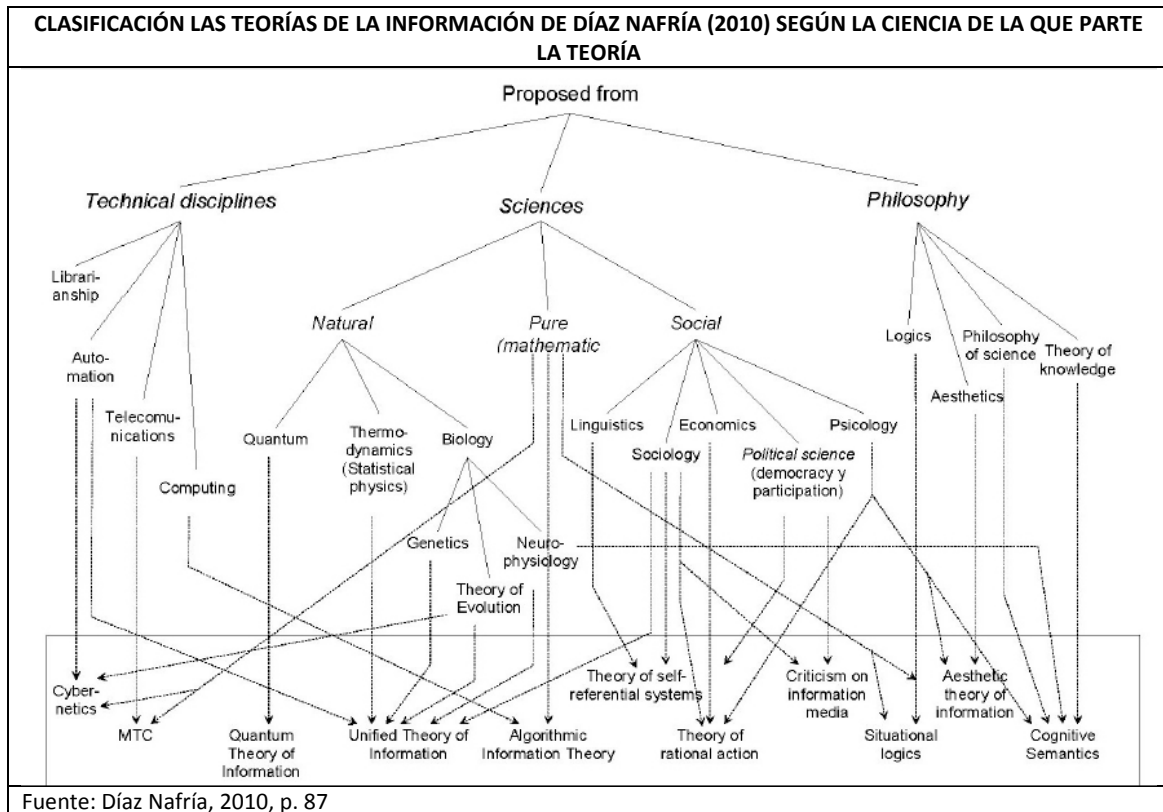 CLASIFICACIÓN LAS TEORÍAS DE LA INFORMACIÓN DE DÍAZ NAFRÍA (2010) SEGÚN LA CIENCIA DE LA QUE PARTE
LA TEORÍA
Proposed from
Technical disciplines
Sciences
Philosophy
Librari-
anship
Auto-
mation
Telecomu-
nications
Computing
Natural
Pure
(mathematic
Social
Quantum
Thermo-
dynamics
(Statistical
physics)
Biology
Genetics
Neuro-
physiology
Theory of
Evolution
Linguistics
Sociology
Economics
Political science
(democracy y
participation)
Psicology
Logics
Aesthetics
Philosophy
of science
Theory of
knowledge
Cyber-
netics
MTC
Quantum
Theory of
Information
Unified Theory of
Information
Algorithmic
Information Theory
Theory of self-
referential systems
Theory of
rational action
Criticism on
information
media
Situational
logics
Aesthetic
theory of
information
Cognitive
Semantics
Fuente: Díaz Nafría, 2010, p. 87